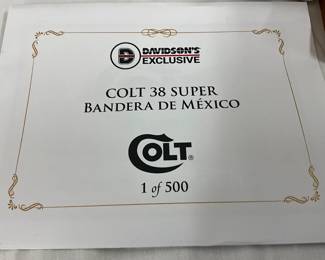 DAVIDSON'S
EXCLUSIVE
COLT 38 SUPER
BANDERA DE MÉXICO
COLT®
1 of 500